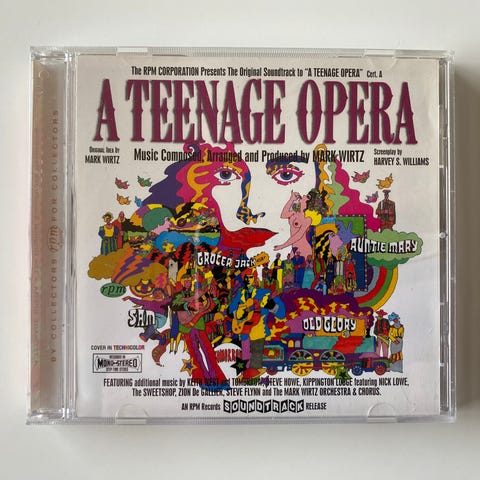 The RPM CORPORATION Presents The Original Soundtrack to "A TEENAGE OPERA" Cert. A
A TEENAGE OPERA
Original Idea by
MARK WIRTZ
Music Composed, Arranged and Produced by MARK WIRTZ
Screenplay by
HARVEY S. WILLIAMS
AUNTIE MARY
GROCER JACK
rpm
SAM
OLD GLORY
COVER IN TECHNICOLOR
RECORDED IN
MONO-STEREO
FEATURING additional music by KEITH WEST and TOMORROW, STEVE HOWE, KIPPINGTON LODGE featuring NICK LOWE,
THE SWEETSHOP, ZION De GALLIER, STEVE FLYNN and The MARK WIRTZ ORCHESTRA & CHORUS.
AN RPM Records SOUNDTRACK RELEASE
BY COLLECTORS rpm FOR COLLECTORS